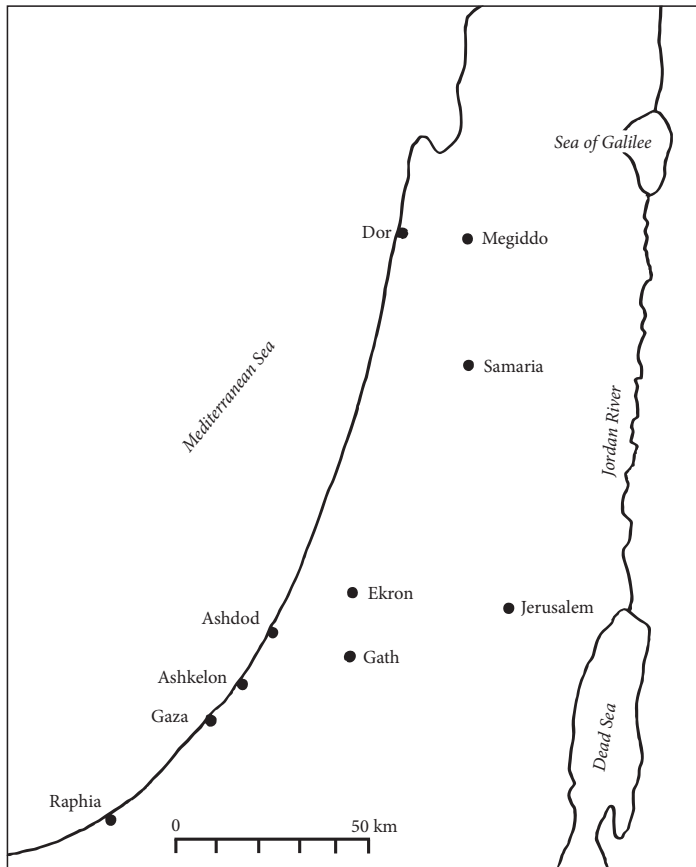 Sea of Galilee
Dor
Megiddo
Mediterranean Sea
Samaria
Jordan River
Ekron
Jerusalem
Ashdod
Gath
Ashkelon
Gaza
Dead Sea
Raphia
0 50 km